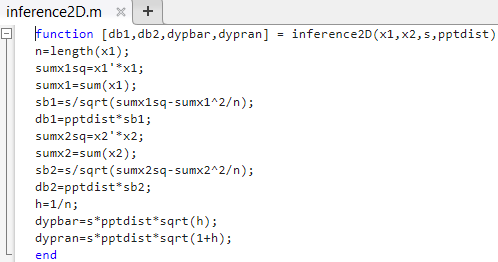 inference2D.m
function [db1,db2,dypbar,dypran] = inference2D(x1,x2,s,pptdist)
n=length(x1);
sumx1sq=x1'*x1;
sumx1=sum(x1);
sb1=s/sqrt(sumx1sq-sumx1^2/n);
db1=pptdist*sb1;
sumx2sq=x2'*x2;
sumx2=sum(x2);
sb2=s/sqrt(sumx2sq-sumx2^2/n);
db2=pptdist*sb2;
h=1/n;
dypbar=s*pptdist*sqrt(h);
dypran=s*pptdist*sqrt(1+h);
end